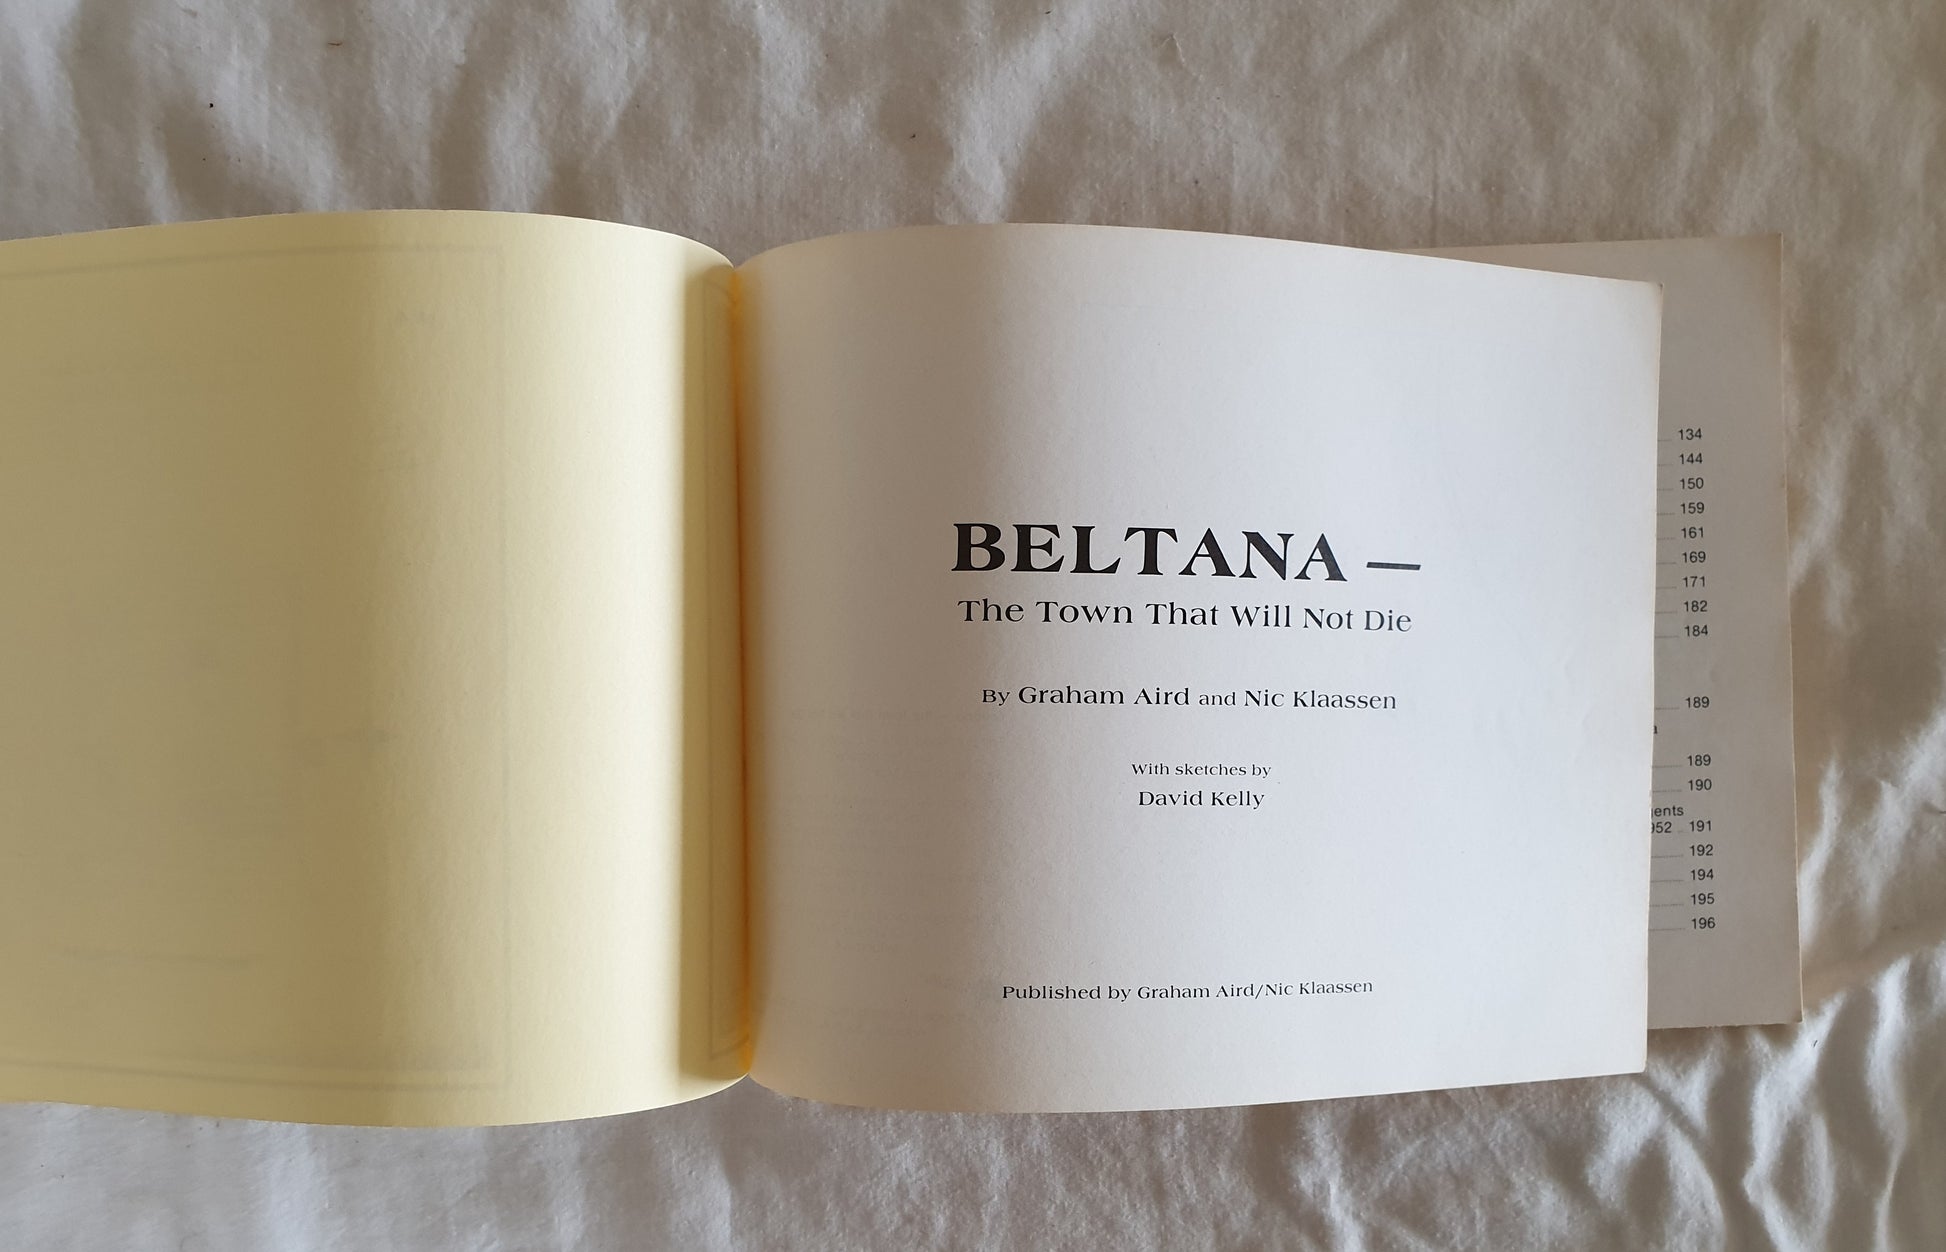 BELTANA —
The Town That Will Not Die
By Graham Aird and Nic Klaassen
With sketches by
David Kelly
Published by Graham Aird/Nic Klaassen
134
144
150
159
161
169
171
182
184
189
189
190
191
192
194
195
196